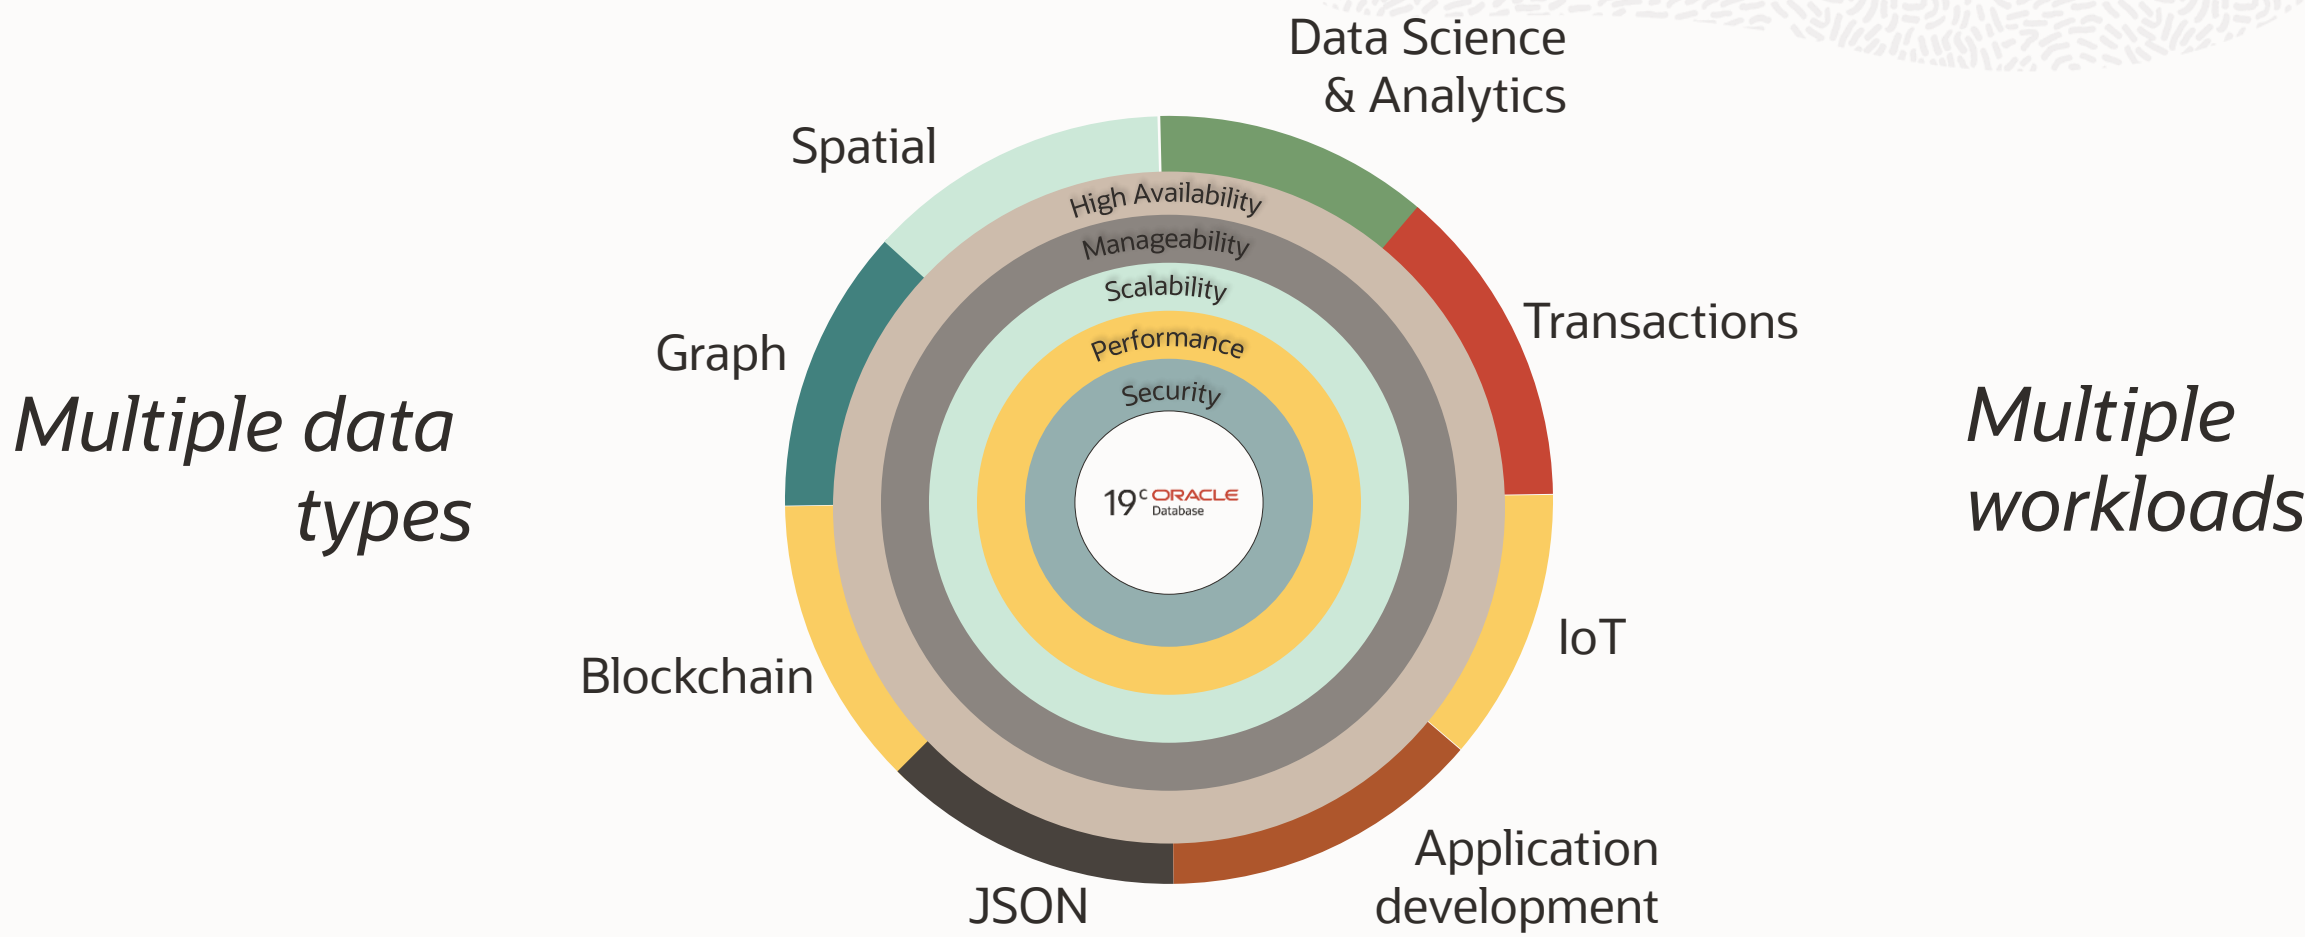 Data Science
& Analytics
Spatial
High Availability
Manageability
Scalability
Transactions
Performance
Graph
Security
Multiple data
types
Multiple
workloads
19c ORACLE
Database
IoT
Blockchain
Application
development
JSON